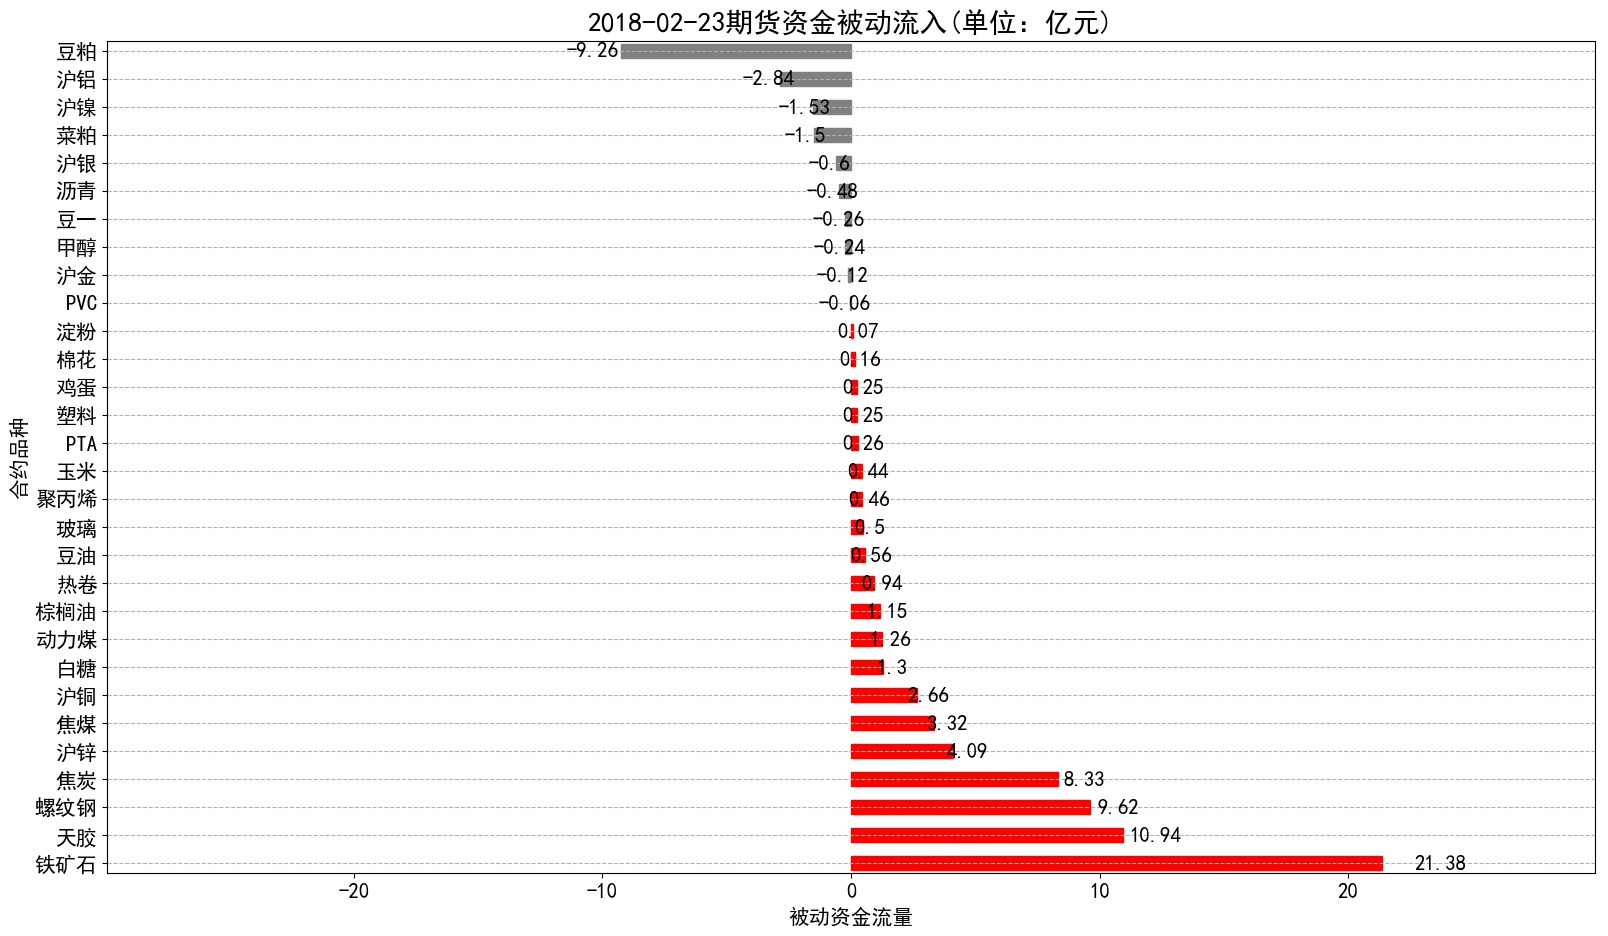 2018-02-23期货资金被动流入(单位：亿元)
豆粕 -9.26
沪铝 -2.84
沪镍 -1.53
菜粕 -1.5
沪银 -0.6
沥青 -0.48
豆一 -0.26
甲醇 -0.24
沪金 -0.12
PVC -0.06
淀粉 0.07
棉花 0.16
鸡蛋 0.25
塑料 0.25
PTA 0.26
玉米 0.44
聚丙烯 0.46
玻璃 0.5
豆油 0.56
热卷 0.94
棕榈油 1.15
动力煤 1.26
白糖 1.3
沪铜 2.66
焦煤 3.32
沪锌 4.09
焦炭 8.33
螺纹钢 9.62
天胶 10.94
铁矿石 21.38
合约品种
-20 -10 0 10 20
被动资金流量